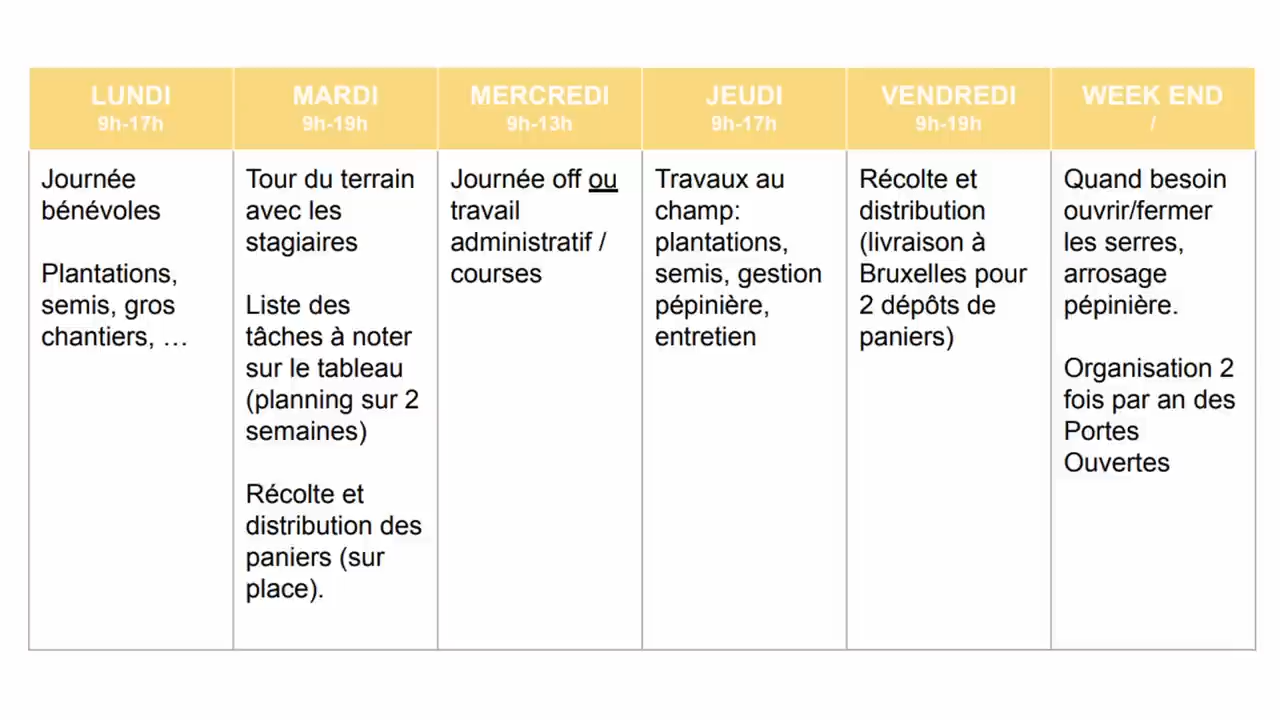 LUNDI
9h-17h
MARDI
9h-19h
MERCREDI
9h-13h
JEUDI
9h-17h
VENDREDI
9h-19h
WEEK END
/
Journée
bénévoles
Plantations,
semis, gros
chantiers, …
Tour du terrain
avec les
stagiaires
Liste des
tâches à noter
sur le tableau
(planning sur 2
semaines)
Récolte et
distribution des
paniers (sur
place).
Journée off ou
travail
administratif /
courses
Travaux au
champ:
plantations,
semis, gestion
pépinière,
entretien
Récolte et
distribution
(livraison à
Bruxelles pour
2 dépôts de
paniers)
Quand besoin
ouvrir/fermer
les serres,
arrosage
pépinière.
Organisation 2
fois par an des
Portes
Ouvertes